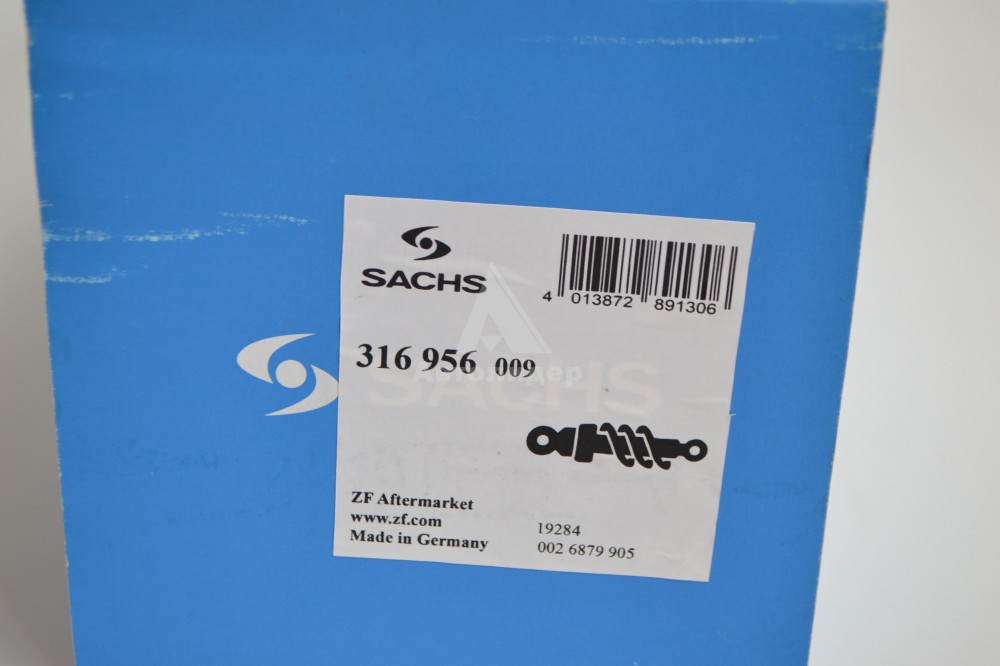 SACHS
4 013872 891306
316 956 009
Автолидер
SACHS
ZF Aftermarket
www.zf.com
Made in Germany
19284
002 6879 905